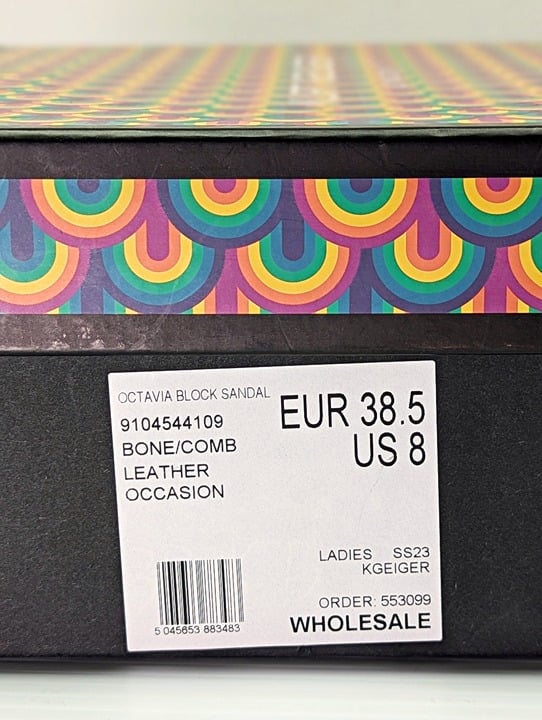 OCTAVIA BLOCK SANDAL
9104544109
BONE/COMB
LEATHER
OCCASION
EUR 38.5
US 8
LADIES SS23
KGEIGER
ORDER: 553099
WHOLESALE
5 045653 883483